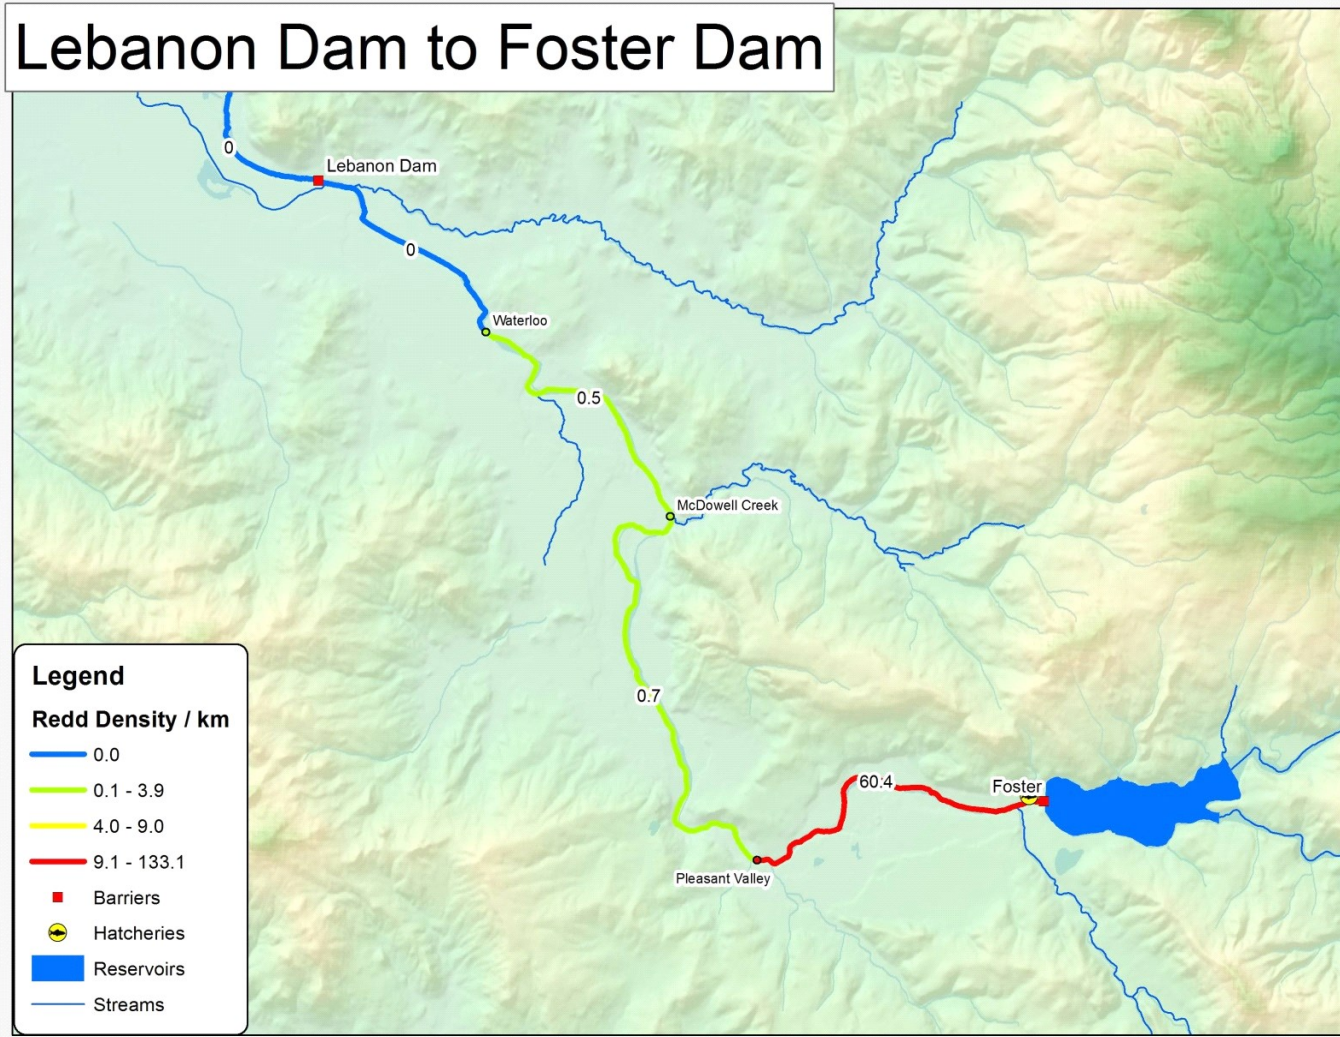 Lebanon Dam to Foster Dam
0
Lebanon Dam
0
Waterloo
0.5
McDowell Creek
0.7
60.4
Foster
Pleasant Valley
Legend
Redd Density / km
0.0
0.1 - 3.9
4.0 - 9.0
9.1 - 133.1
Barriers
Hatcheries
Reservoirs
Streams